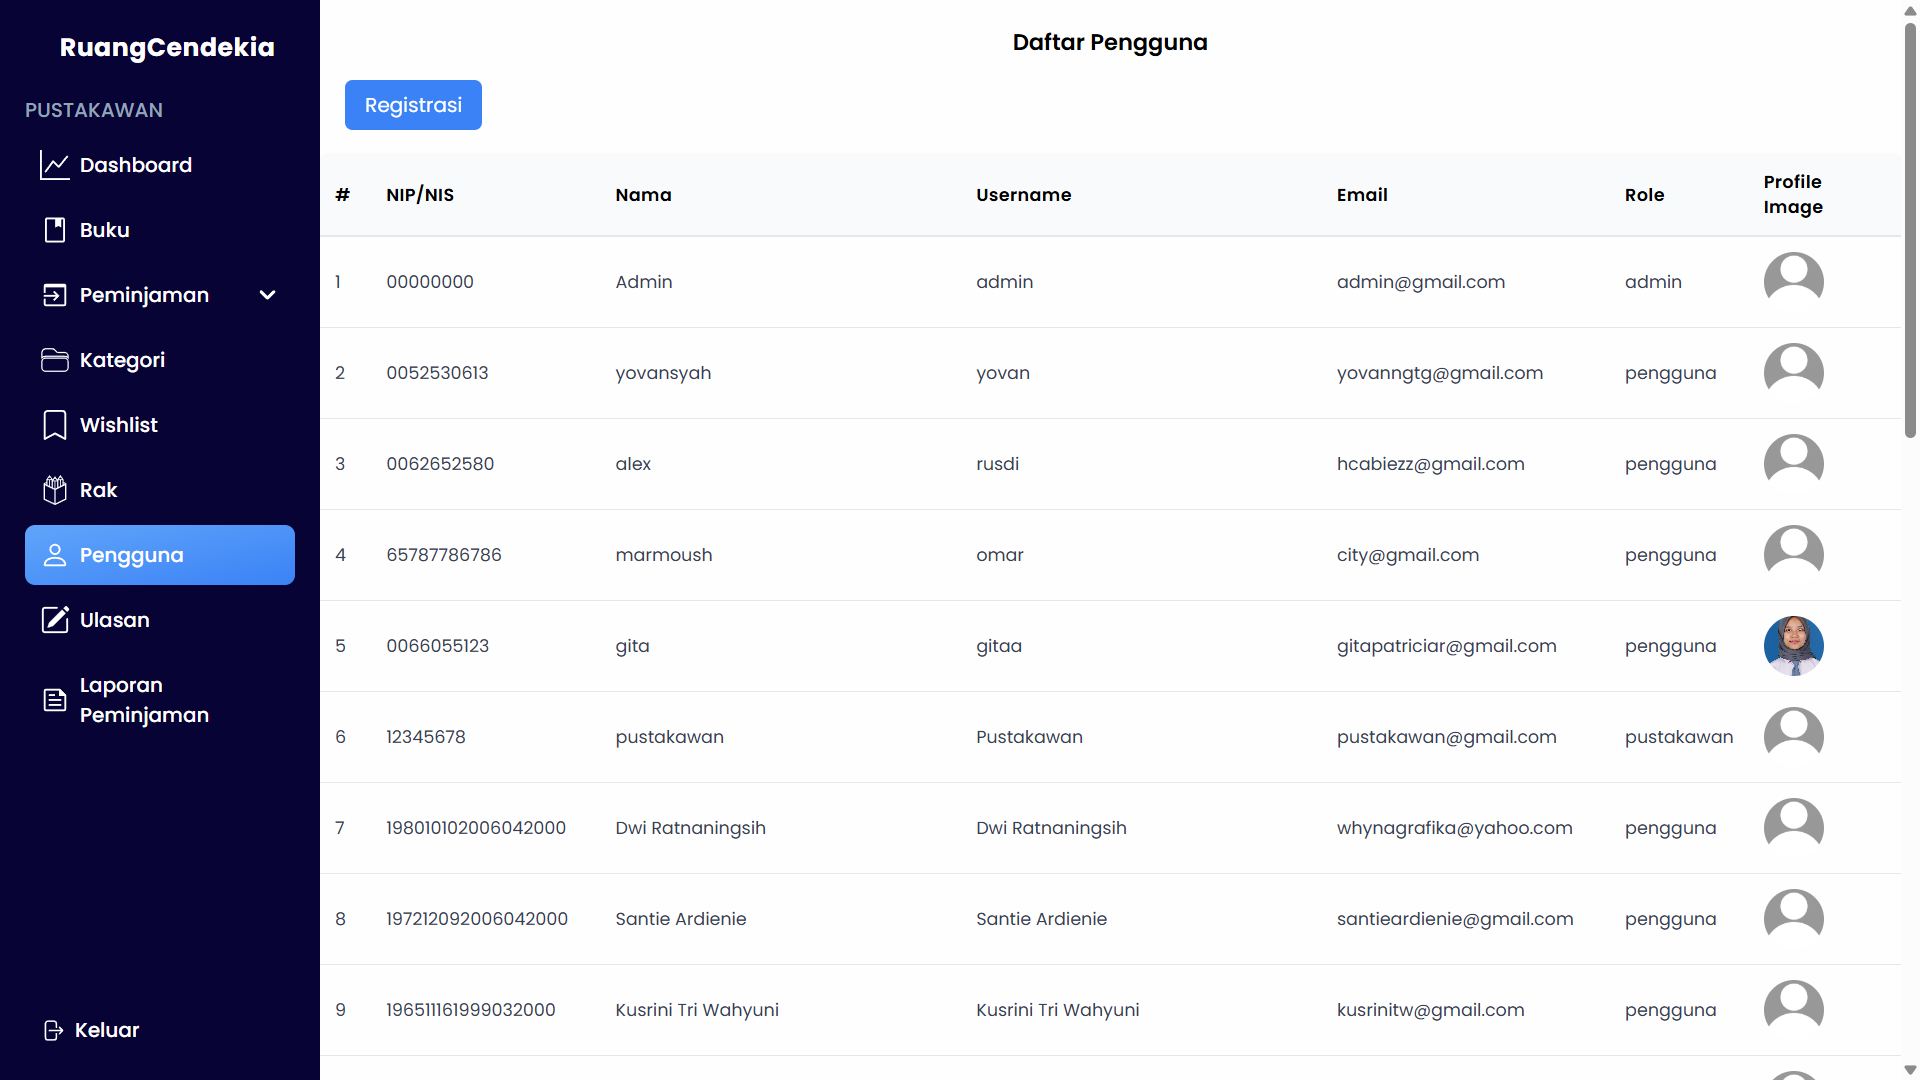 RuangCendekia
PUSTAKAWAN
Dashboard
Buku
Peminjaman
Kategori
Wishlist
Rak
Pengguna
Ulasan
Laporan
Peminjaman
Keluar
Daftar Pengguna
Registrasi
# NIP/NIS Nama Username Email Role Profile Image
1 00000000 Admin admin admin@gmail.com admin
2 0052530613 yovansyah yovan yovanngtg@gmail.com pengguna
3 0062652580 alex rusdi hcabiezz@gmail.com pengguna
4 65787786786 marmoush omar city@gmail.com pengguna
5 0066055123 gita gitaa gitapatriciar@gmail.com pengguna
6 12345678 pustakawan Pustakawan pustakawan@gmail.com pustakawan
7 198010102006042000 Dwi Ratnaningsih Dwi Ratnaningsih whynagrafika@yahoo.com pengguna
8 197212092006042000 Santie Ardienie Santie Ardienie santieardienie@gmail.com pengguna
9 196511161999032000 Kusrini Tri Wahyuni Kusrini Tri Wahyuni kusrinitw@gmail.com pengguna